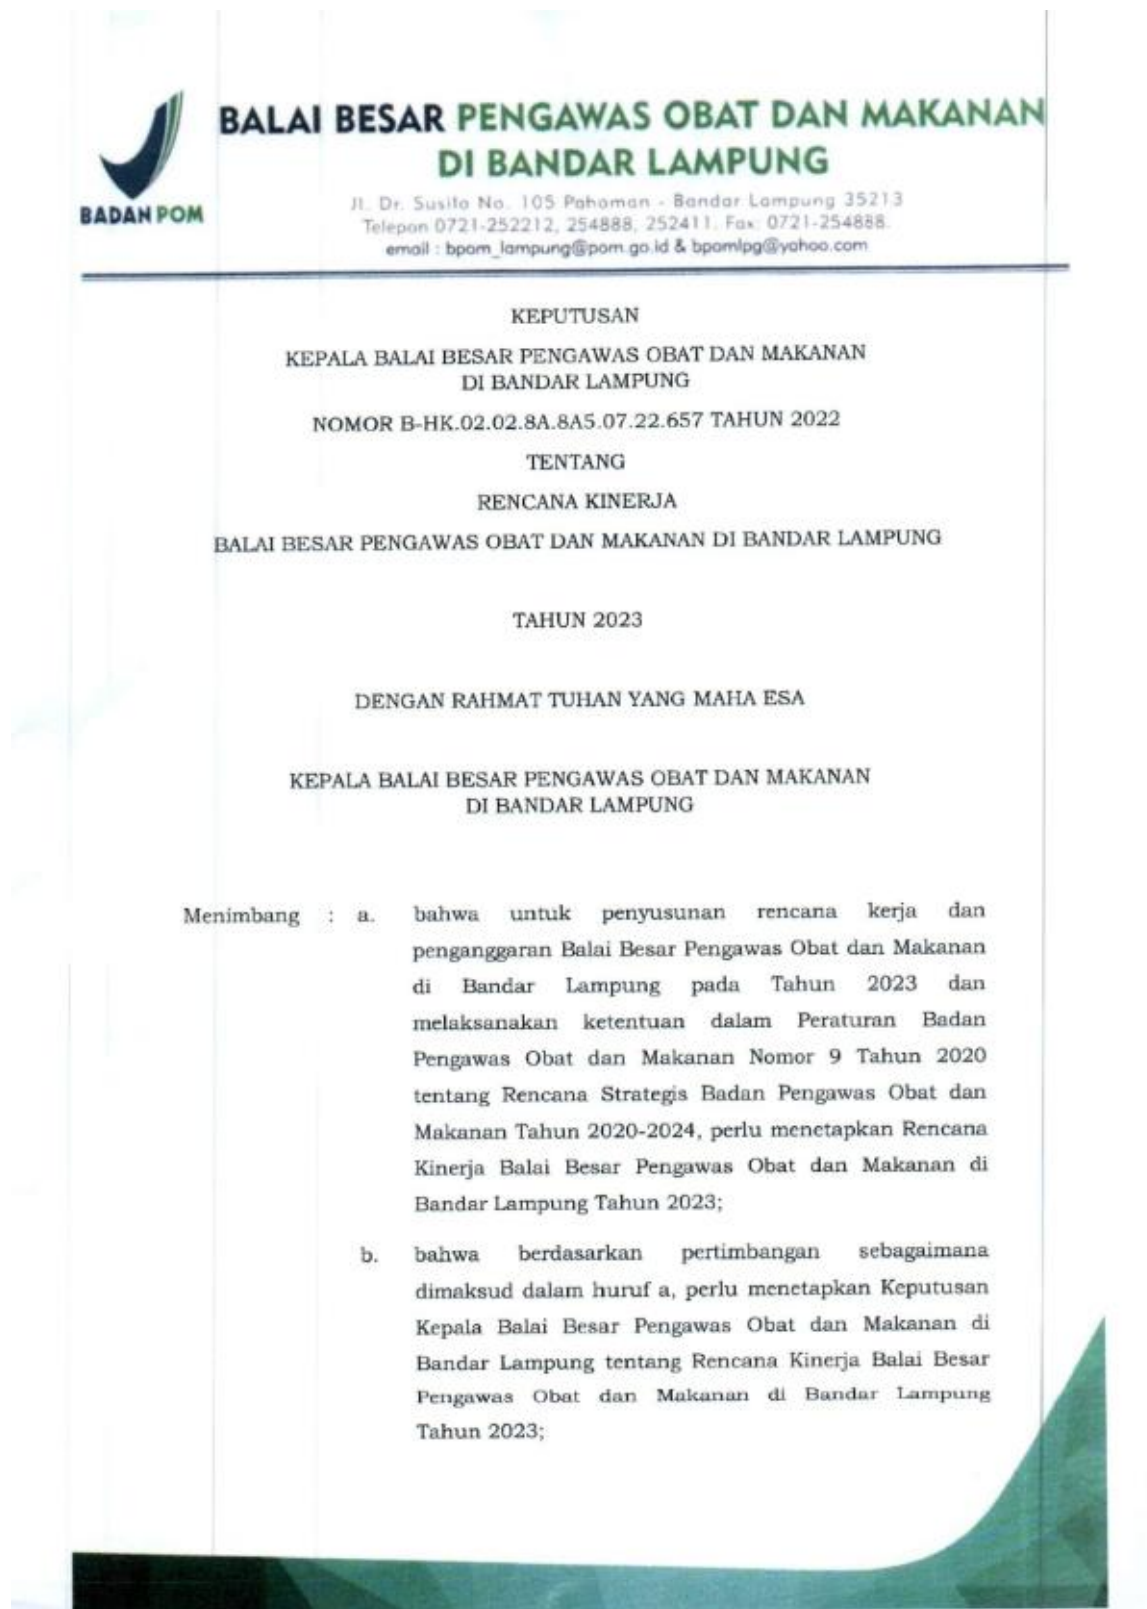 BALAI BESAR PENGAWAS OBAT DAN MAKANAN
DI BANDAR LAMPUNG
BADAN POM
Jl. Dr. Susilo No. 105 Pahoman - Bandar Lampung 35213
Telepon 0721-252212, 254888, 252411. Fax: 0721-254888.
email : bpom_lampung@pom.go.id & bpomlpg@yahoo.com
KEPUTUSAN
KEPALA BALAI BESAR PENGAWAS OBAT DAN MAKANAN
DI BANDAR LAMPUNG
NOMOR B-HK.02.02.8A.8A5.07.22.657 TAHUN 2022
TENTANG
RENCANA KINERJA
BALAI BESAR PENGAWAS OBAT DAN MAKANAN DI BANDAR LAMPUNG
TAHUN 2023
DENGAN RAHMAT TUHAN YANG MAHA ESA
KEPALA BALAI BESAR PENGAWAS OBAT DAN MAKANAN
DI BANDAR LAMPUNG
Menimbang : a. bahwa untuk penyusunan rencana kerja dan
penganggaran Balai Besar Pengawas Obat dan Makanan
di Bandar Lampung pada Tahun 2023 dan
melaksanakan ketentuan dalam Peraturan Badan
Pengawas Obat dan Makanan Nomor 9 Tahun 2020
tentang Rencana Strategis Badan Pengawas Obat dan
Makanan Tahun 2020-2024, perlu menetapkan Rencana
Kinerja Balai Besar Pengawas Obat dan Makanan di
Bandar Lampung Tahun 2023;
b. bahwa berdasarkan pertimbangan sebagaimana
dimaksud dalam huruf a, perlu menetapkan Keputusan
Kepala Balai Besar Pengawas Obat dan Makanan di
Bandar Lampung tentang Rencana Kinerja Balai Besar
Pengawas Obat dan Makanan di Bandar Lampung
Tahun 2023;